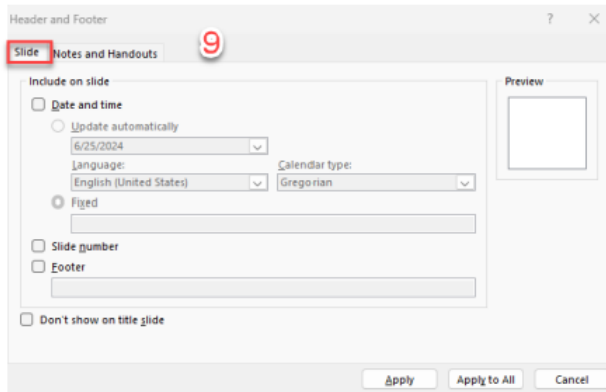 Header and Footer ?
Slide Notes and Handouts 9
Include on slide Preview
Date and time
Update automatically
6/25/2024
Language: Calendar type:
English (United States) Gregorian
Fixed
Slide number
Footer
Don't show on title slide
Apply Apply to All Cancel